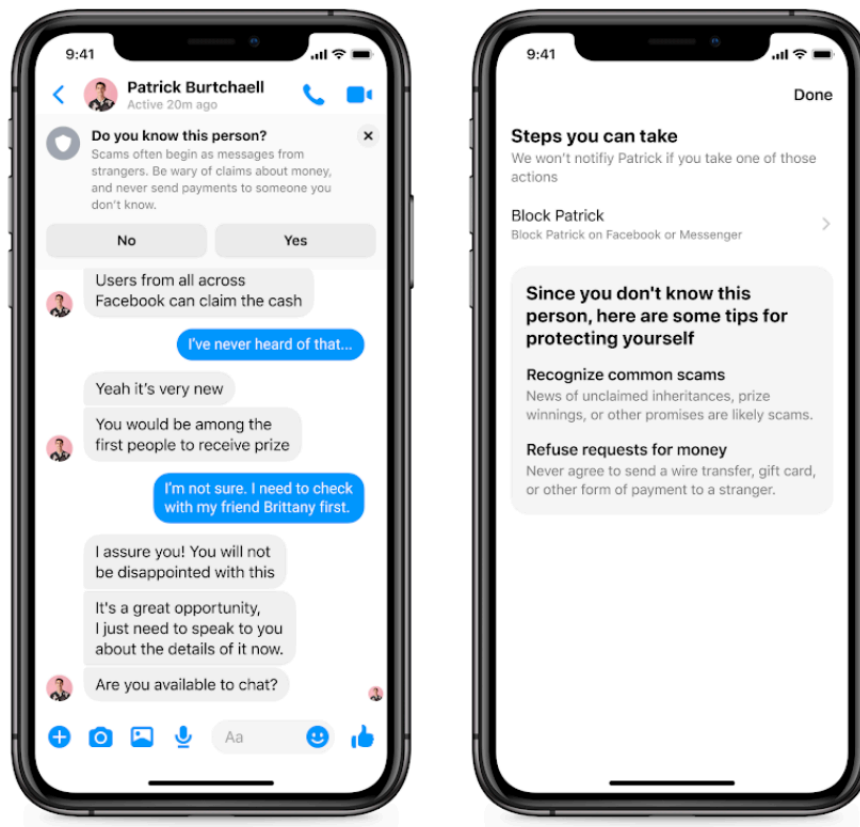 9:41
Patrick Burtchaell
Active 20m ago
Do you know this person?
Scams often begin as messages from
strangers. Be wary of claims about money,
and never send payments to someone you
don't know.
No
Yes
Users from all across
Facebook can claim the cash
I've never heard of that...
Yeah it's very new
You would be among the
first people to receive prize
I'm not sure. I need to check
with my friend Brittany first.
I assure you! You will not
be disappointed with this
It's a great opportunity,
I just need to speak to you
about the details of it now.
Are you available to chat?
Aa
9:41
Done
Steps you can take
We won't notifiy Patrick if you take one of those
actions
Block Patrick
Block Patrick on Facebook or Messenger
Since you don't know this
person, here are some tips for
protecting yourself
Recognize common scams
News of unclaimed inheritances, prize
winnings, or other promises are likely scams.
Refuse requests for money
Never agree to send a wire transfer, gift card,
or other form of payment to a stranger.